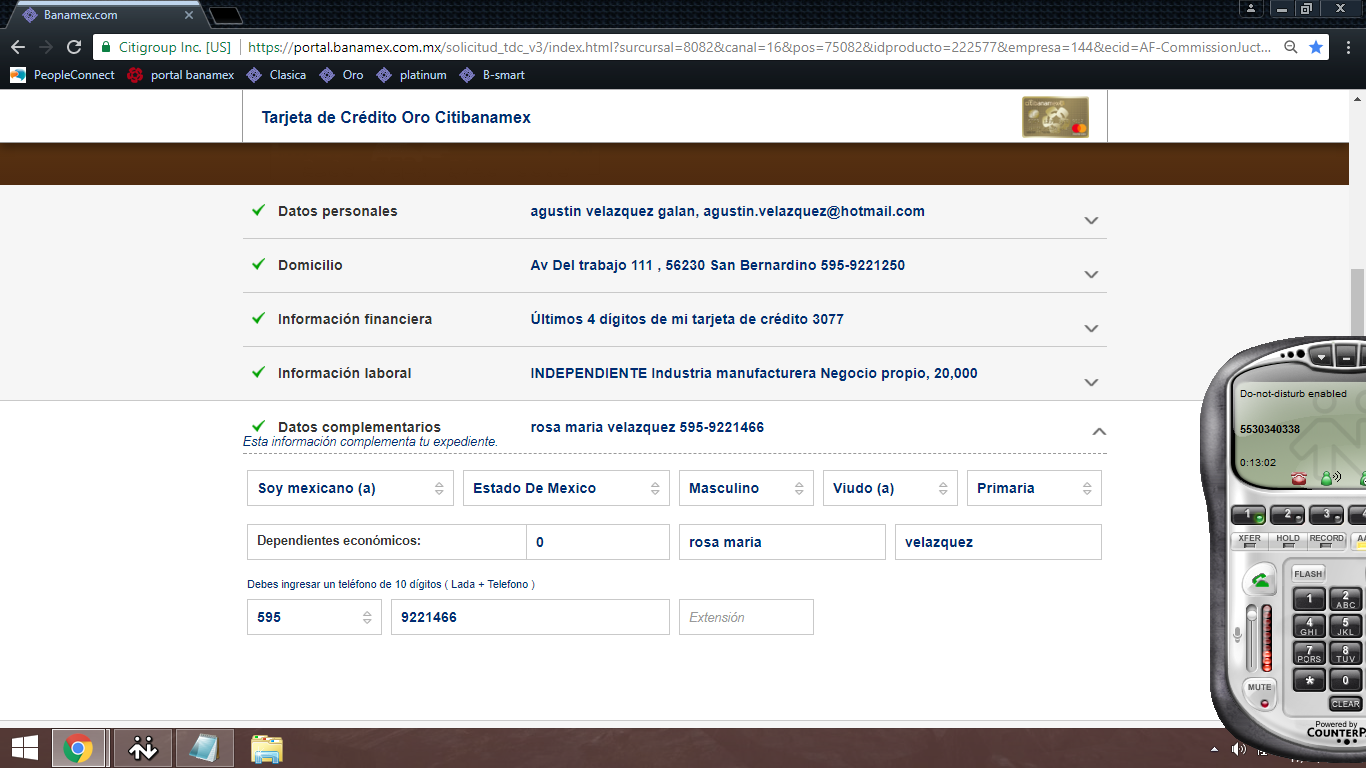 Banamex.com
Citigroup Inc. [US] https://portal.banamex.com.mx/solicitud_tdc_v3/index.html?surcursal=8082&canal=16&pos=75082&idproducto=222577&empresa=144&ecid=AF-CommissionJuct...
PeopleConnect portal banamex Clasica Oro platinum B-smart
Tarjeta de Crédito Oro Citibanamex
Datos personales agustin velazquez galan, agustin.velazquez@hotmail.com
Domicilio Av Del trabajo 111 , 56230 San Bernardino 595-9221250
Información financiera Últimos 4 dígitos de mi tarjeta de crédito 3077
Información laboral INDEPENDIENTE Industria manufacturera Negocio propio, 20,000
Datos complementarios rosa maria velazquez 595-9221466
Esta información complementa tu expediente.
Soy mexicano (a) Estado De Mexico Masculino Viudo (a) Primaria
Dependientes económicos: 0 rosa maria velazquez
Debes ingresar un teléfono de 10 dígitos ( Lada + Telefono )
595 9221466 Extensión
Do-not-disturb enabled
5530340338
0:13:02
1 2 3 4
XFER HOLD RECORD AA
FLASH
1 2 ABC
4 GHI 5 JKL
7 PQRS 8 TUV
* 0
MUTE
CLEAR
Powered by
COUNTERP